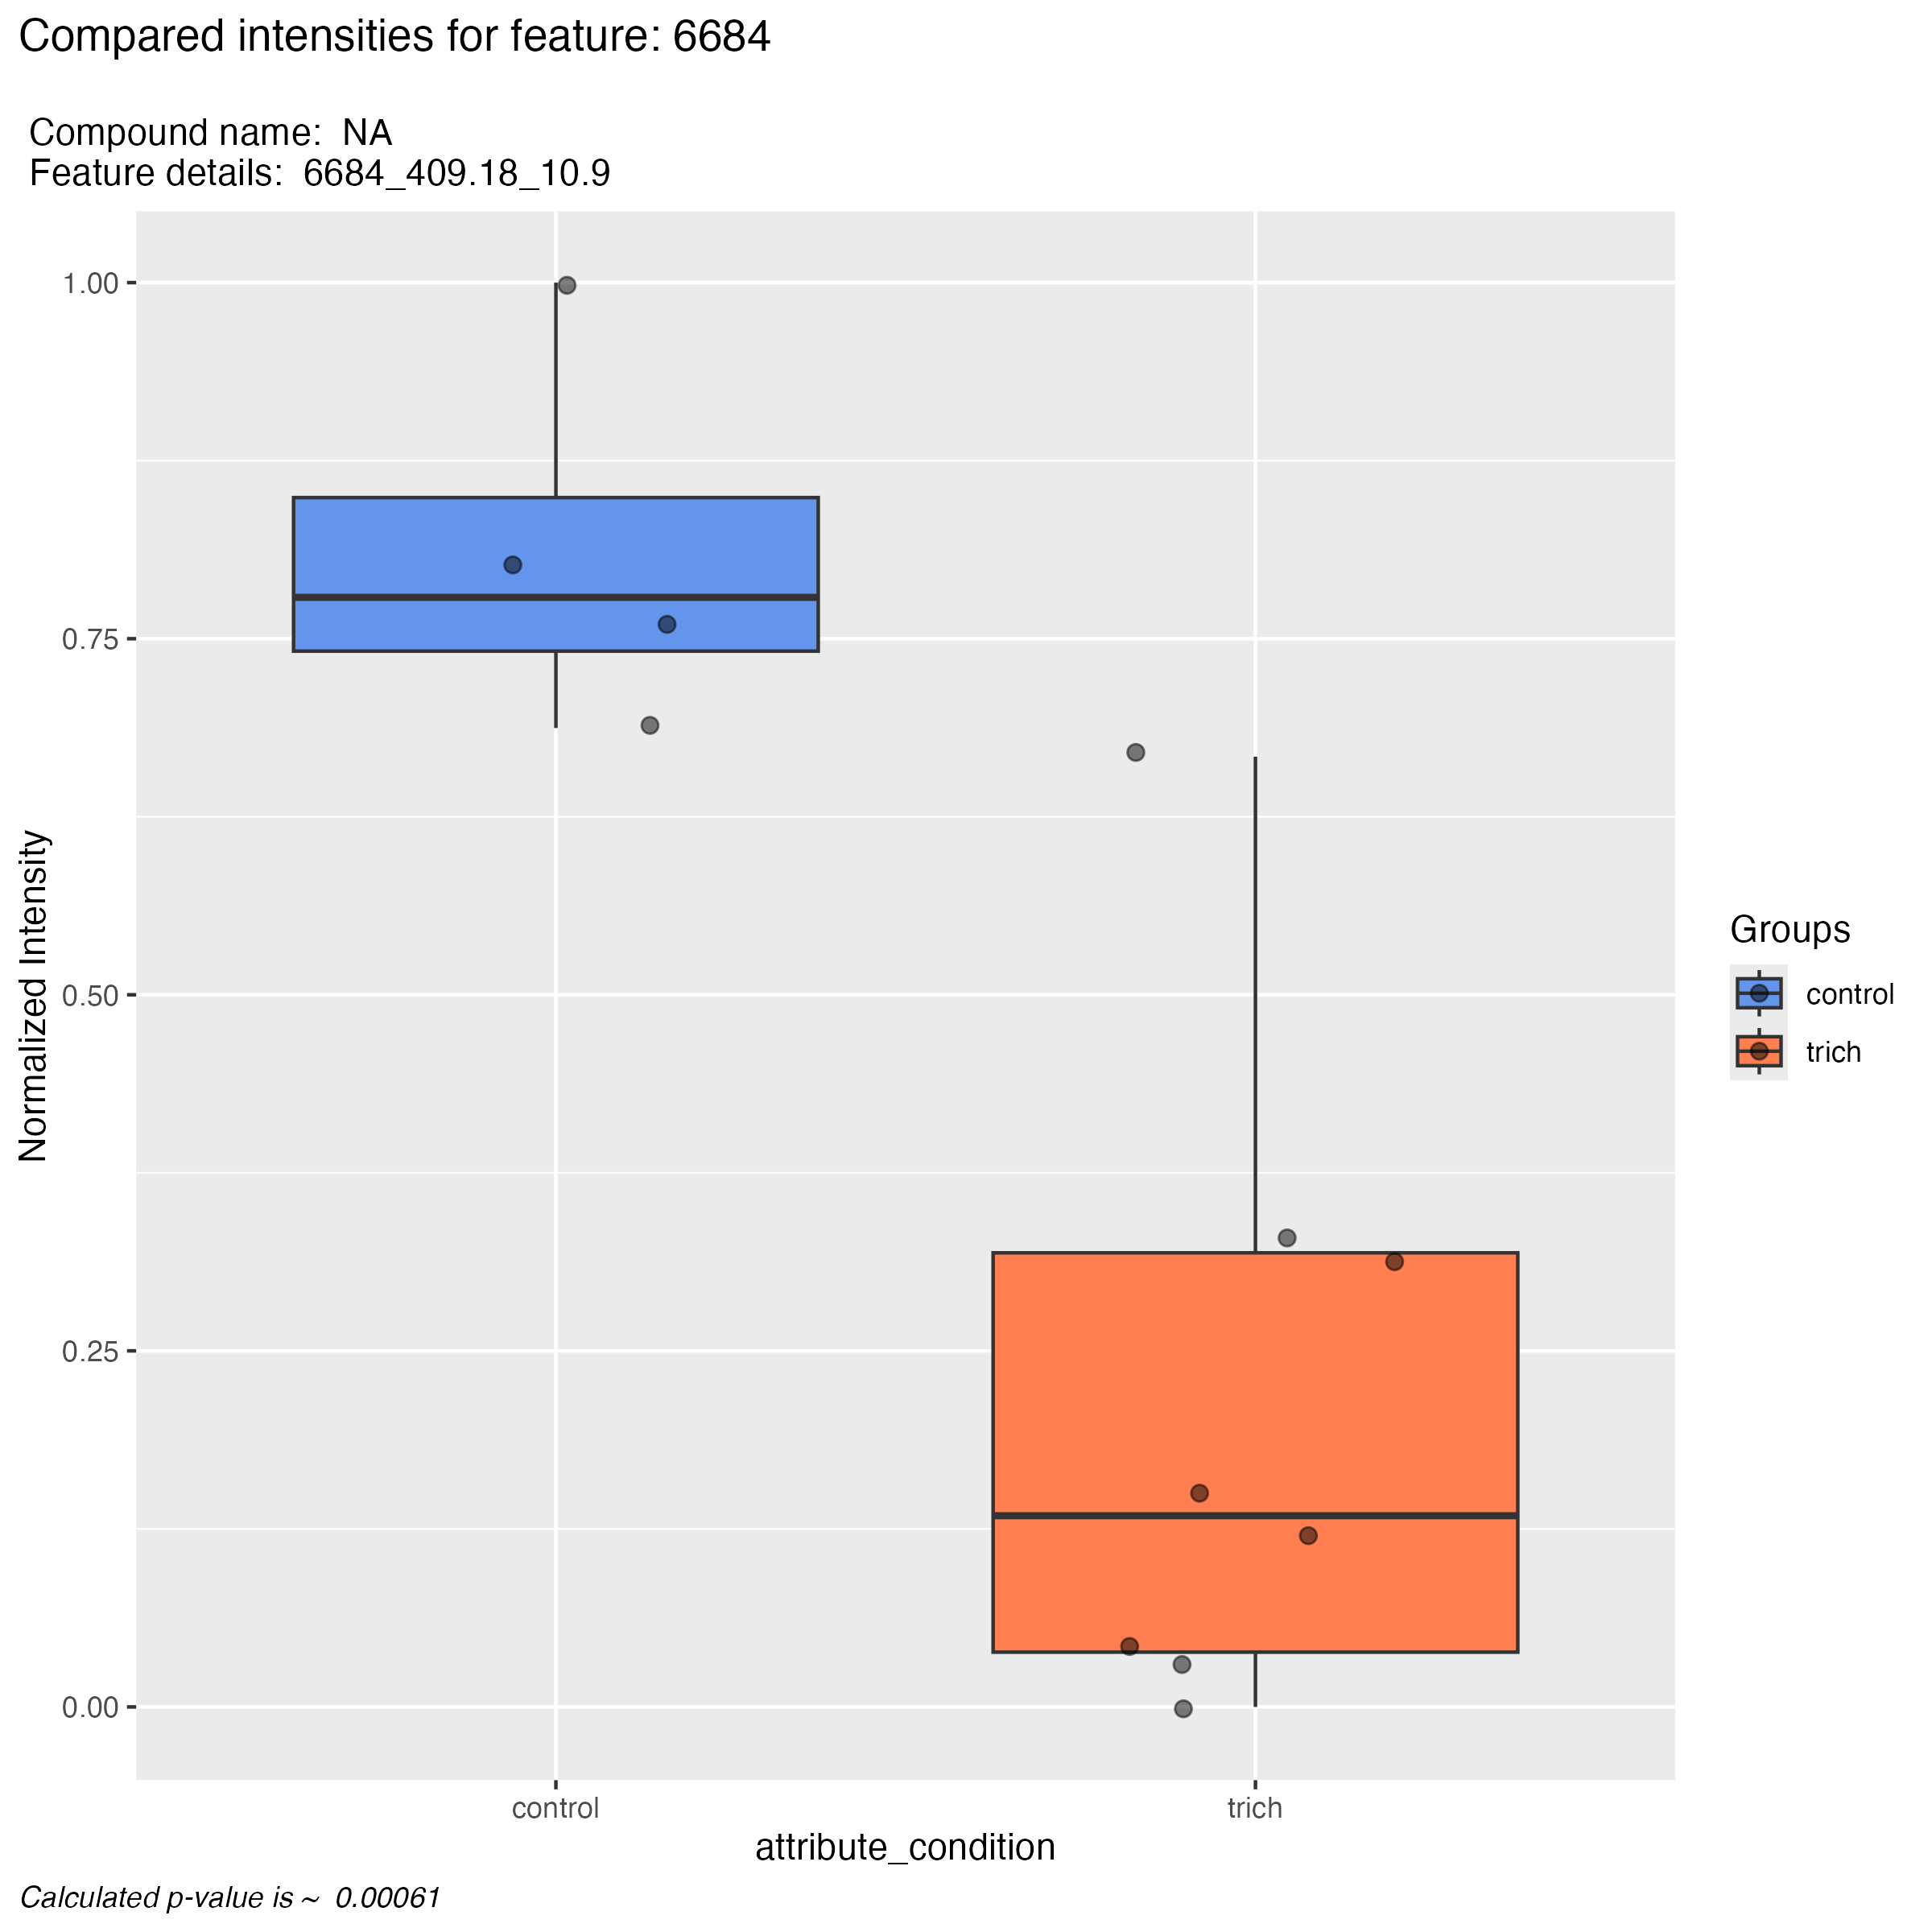 Compared intensities for feature: 6684
Compound name:  NA
Feature details:  6684_409.18_10.9
Normalized Intensity
1.00
0.75
0.50
0.25
0.00
control
trich
attribute_condition
Groups
control
trich
Calculated p-value is ~  0.00061